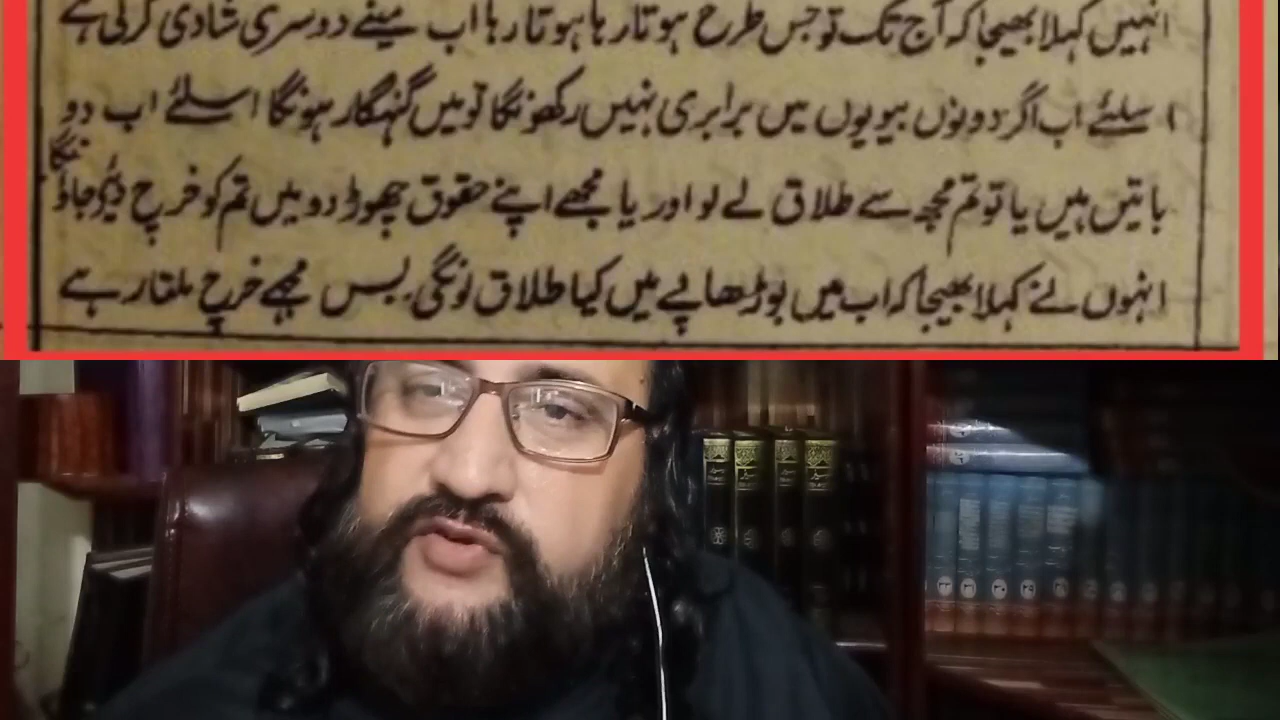 انہیں کہلا بھیجا کہ آج تک تو جس طرح ہوتا رہا ہوتا رہا اب مینے دوسری شادی کرلی ہے
اسلئے اب اگر دونوں بیویوں میں برابری نہیں رکھونگا تو میں گنہگار ہونگا اسلئے اب دو
باتیں ہیں یا تو تم مجھ سے طلاق لے لو اور یا مجھے اپنے حقوق چھوڑ دو میں تم کو خرچ دیئے جاؤنگا
انہوں نے کہلا بھیجا کہ اب میں بوڑھاپے میں کیا طلاق لونگی. بس مجھے خرچ ملتا رہے